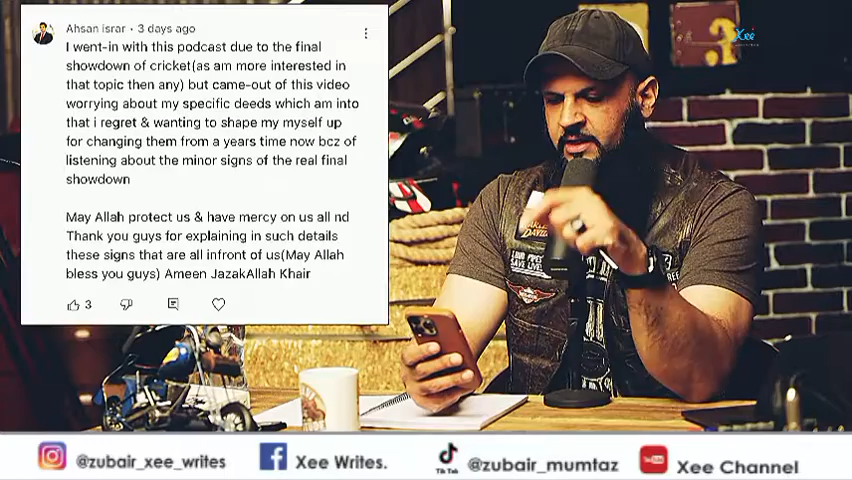 Ahsan israr · 3 days ago
I went-in with this podcast due to the final
showdown of cricket(as am more interested in
that topic then any) but came-out of this video
worrying about my specific deeds which am into
that i regret & wanting to shape my myself up
for changing them from a years time now bcz of
listening about the minor signs of the real final
showdown
May Allah protect us & have mercy on us all nd
Thank you guys for explaining in such details
these signs that are all infront of us(May Allah
bless you guys) Ameen JazakAllah Khair
3
Xee
@zubair_xee_writes
Xee Writes.
Tik Tok
@zubair_mumtaz
Xee Channel